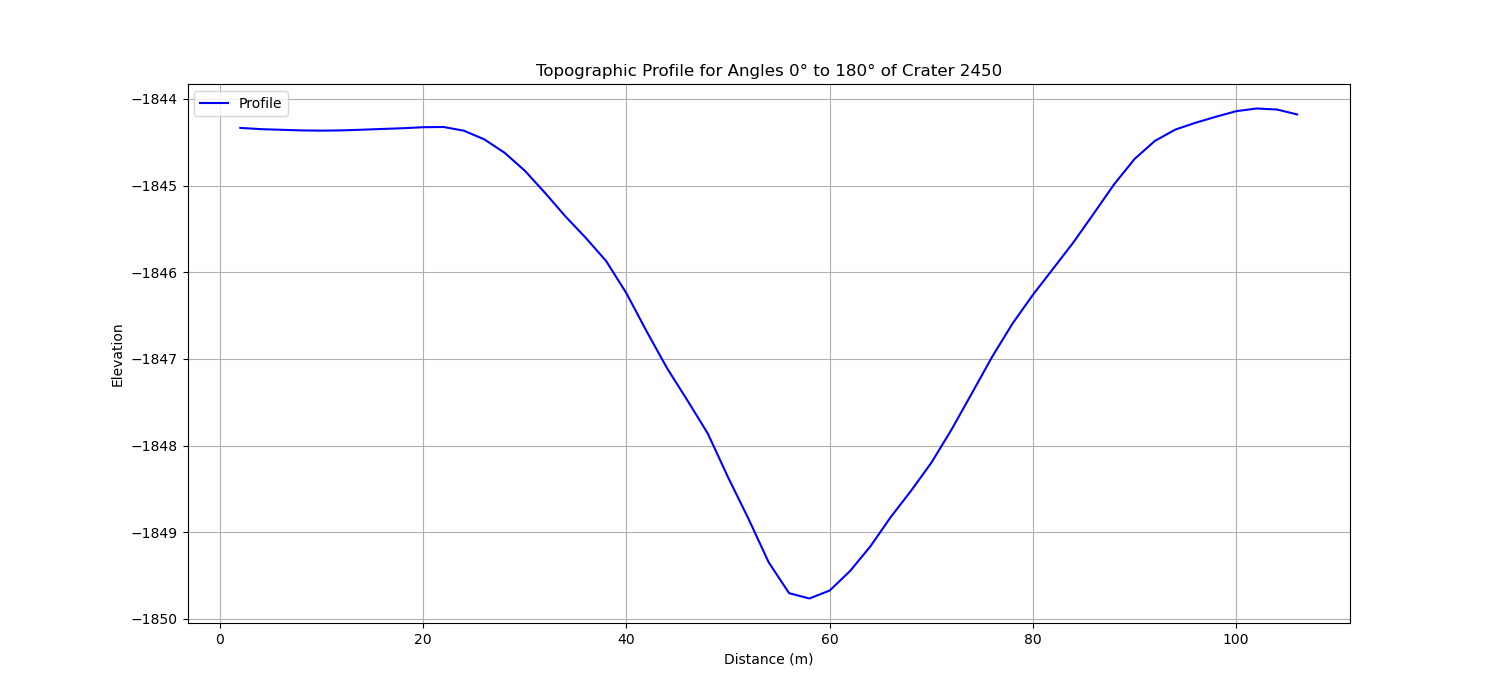 Topographic Profile for Angles 0° to 180° of Crater 2450
Profile
−1844
−1845
−1846
−1847
−1848
−1849
−1850
Elevation
0 20 40 60 80 100
Distance (m)